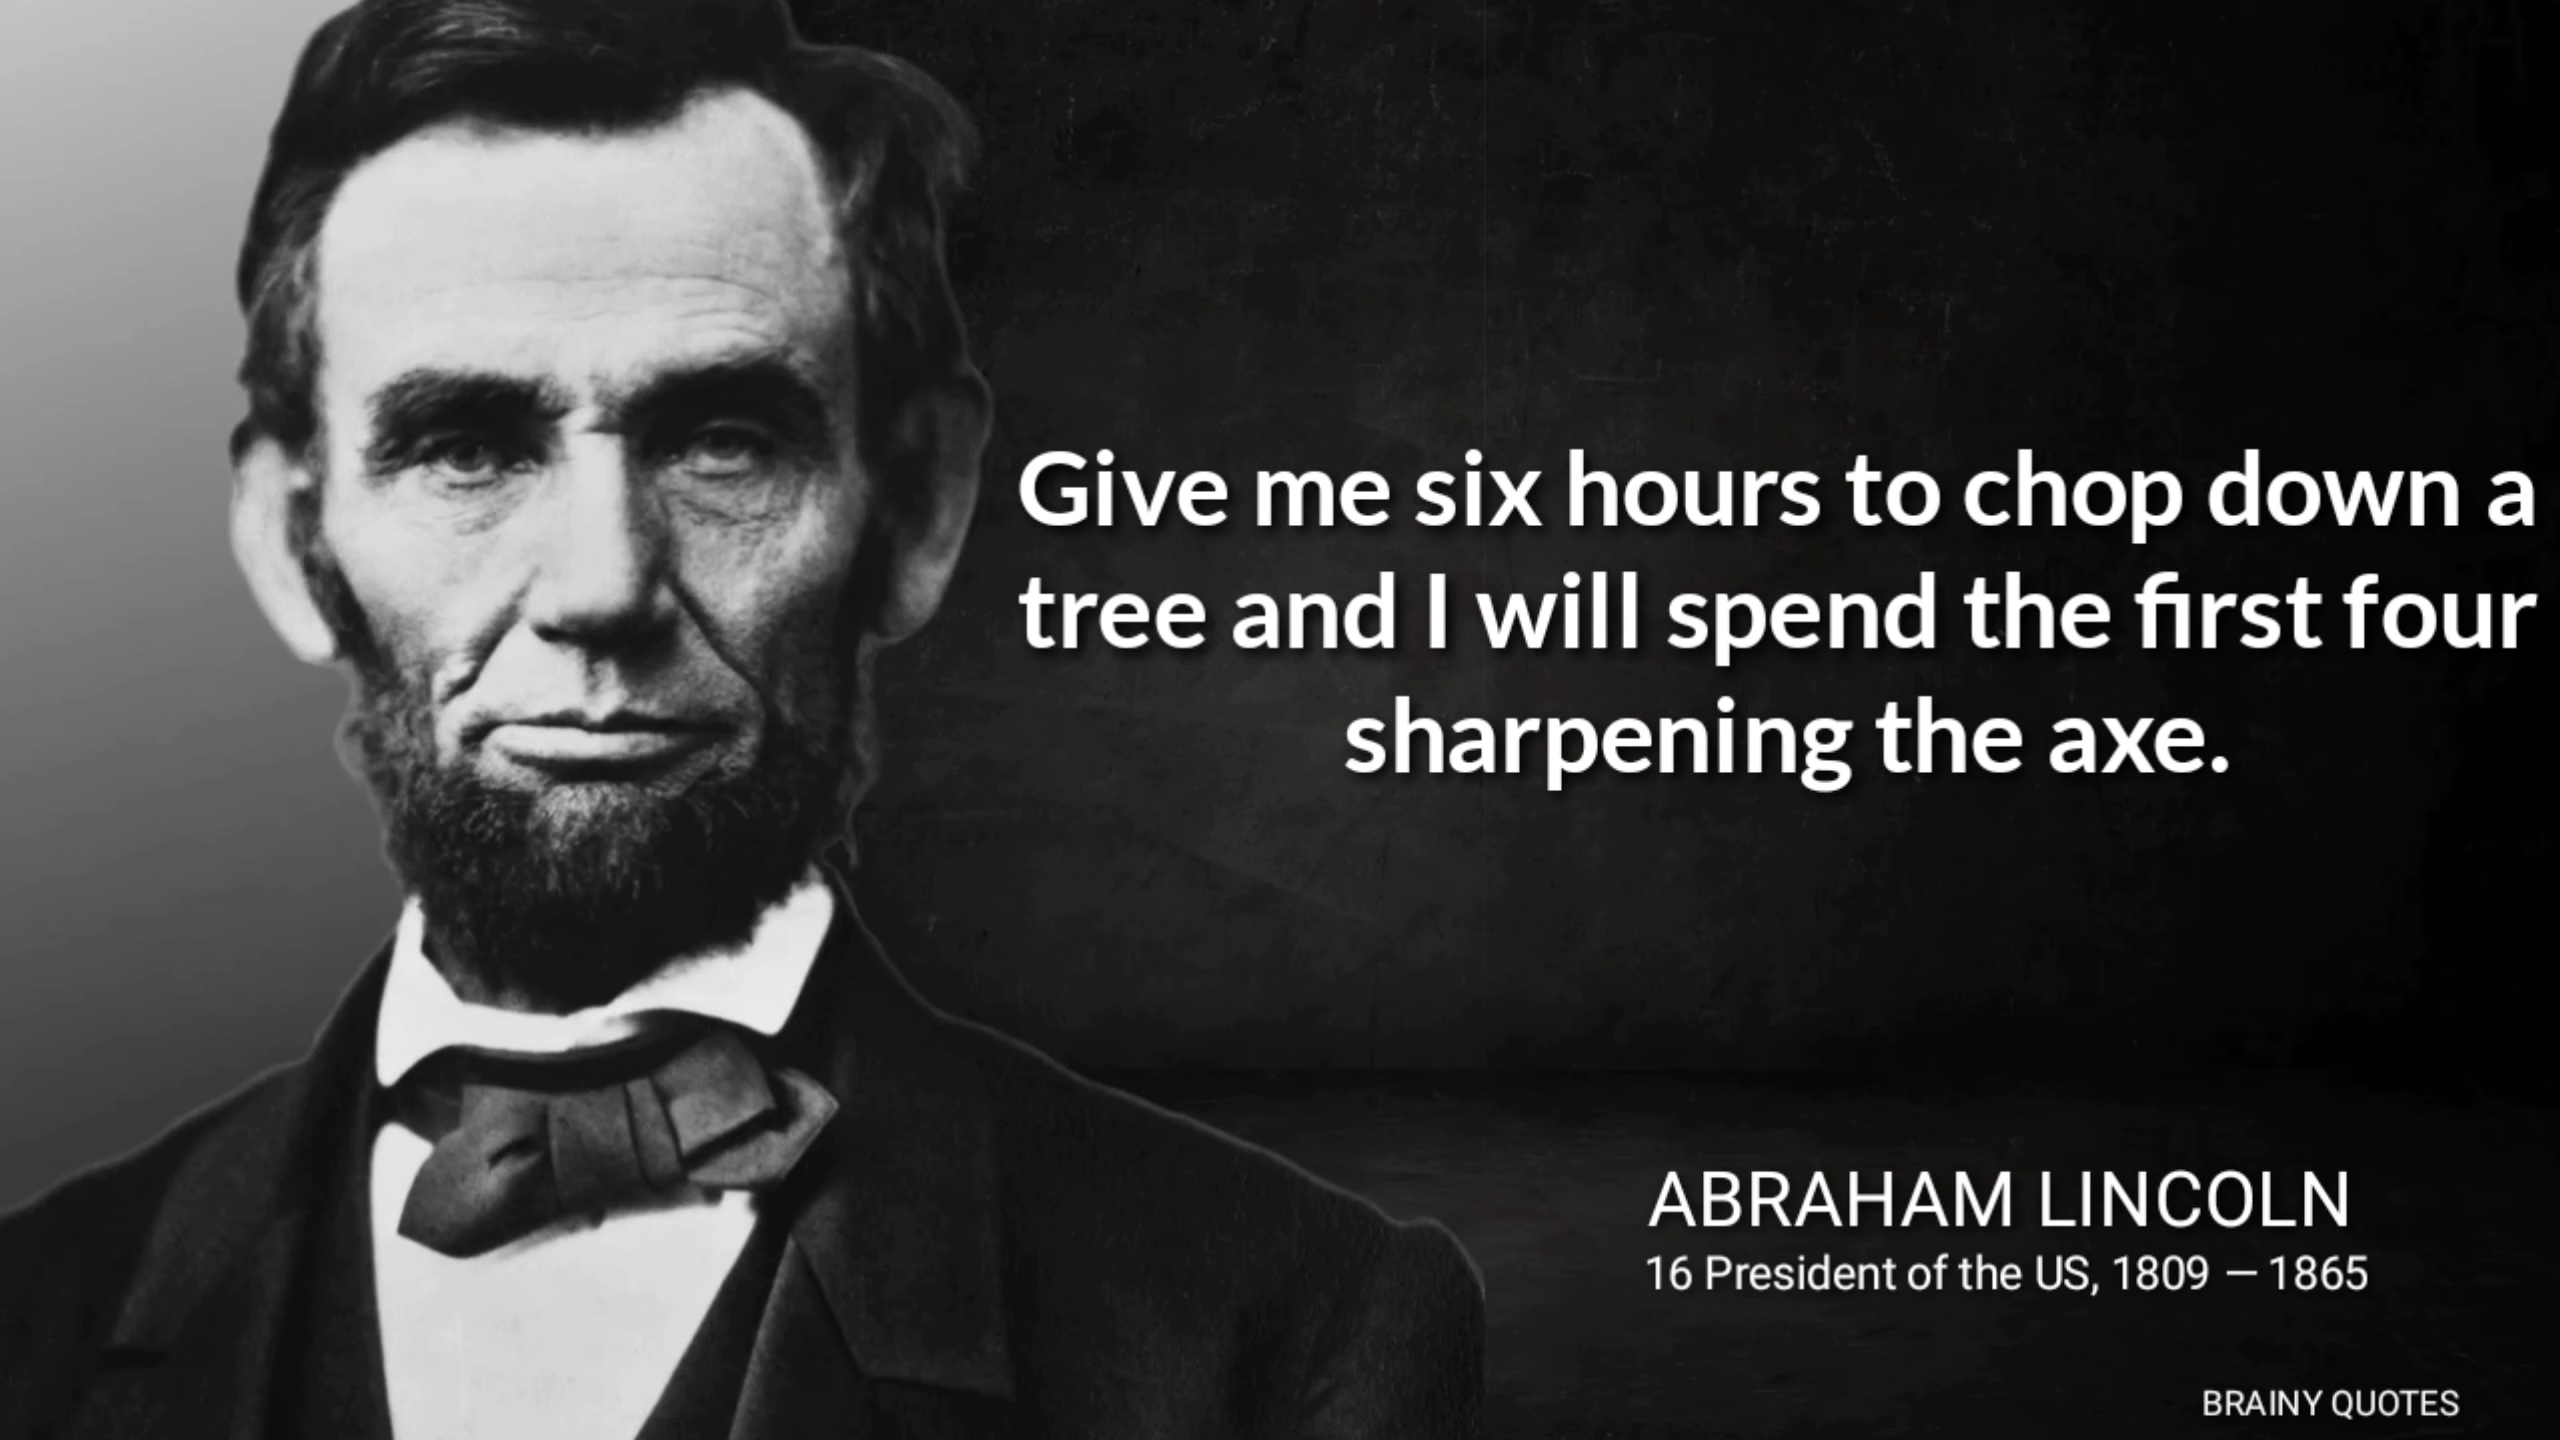 Give me six hours to chop down a
tree and I will spend the first four
sharpening the axe.
ABRAHAM LINCOLN
16 President of the US, 1809 — 1865
BRAINY QUOTES